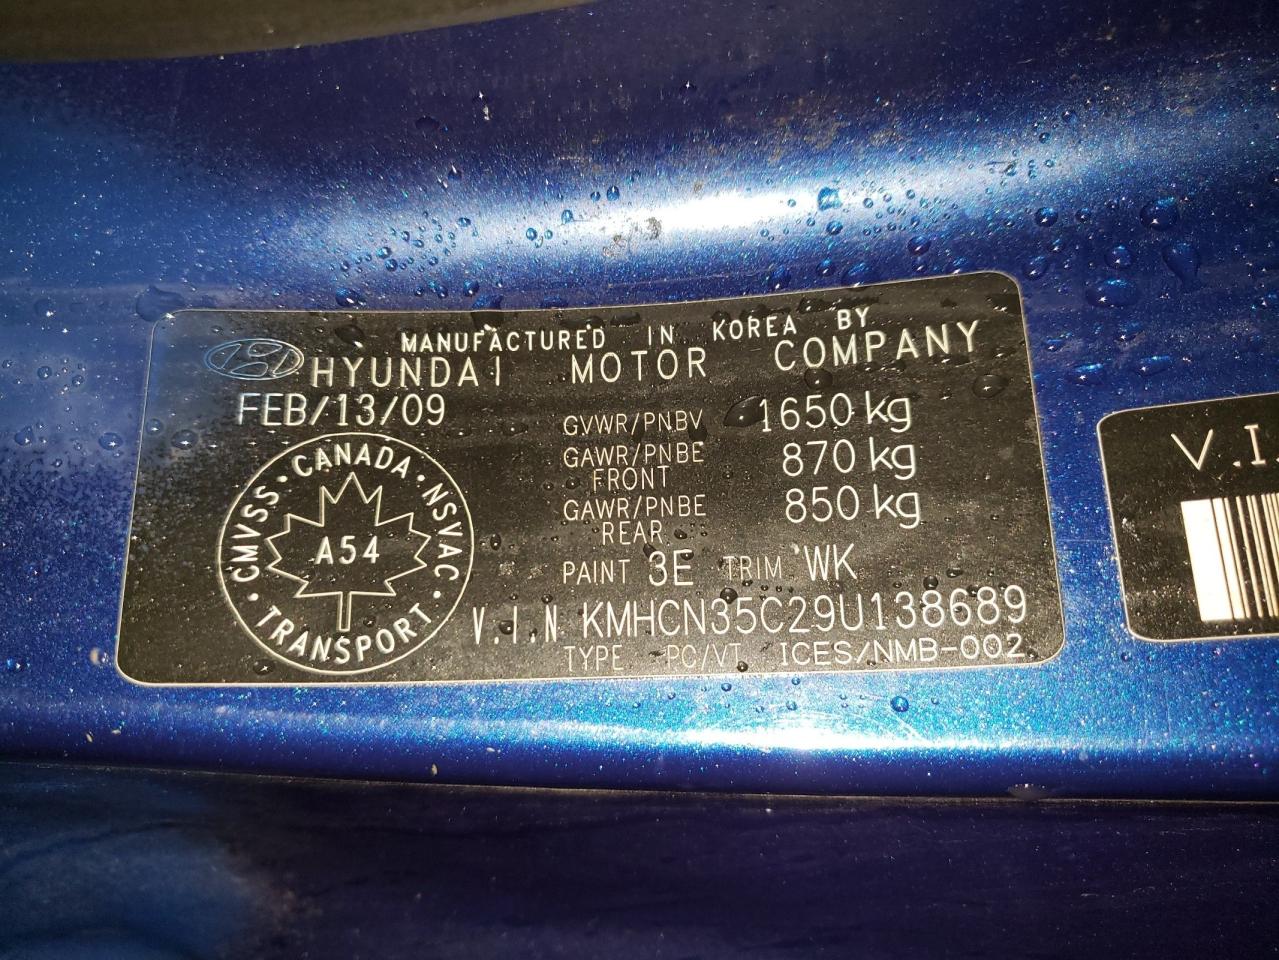 MANUFACTURED IN KOREA BY
HYUNDAI MOTOR COMPANY
FEB/13/09
GVWR/PNBV 1650 kg
GAWR/PNBE FRONT 870 kg
GAWR/PNBE REAR 850 kg
CMVSS · CANADA · NSVAC · TRANSPORT ·
A54
PAINT 3E TRIM WK
V.I.N KMHCN35C29U138689
TYPE PC/VT ICES/NMB-002
V.I.